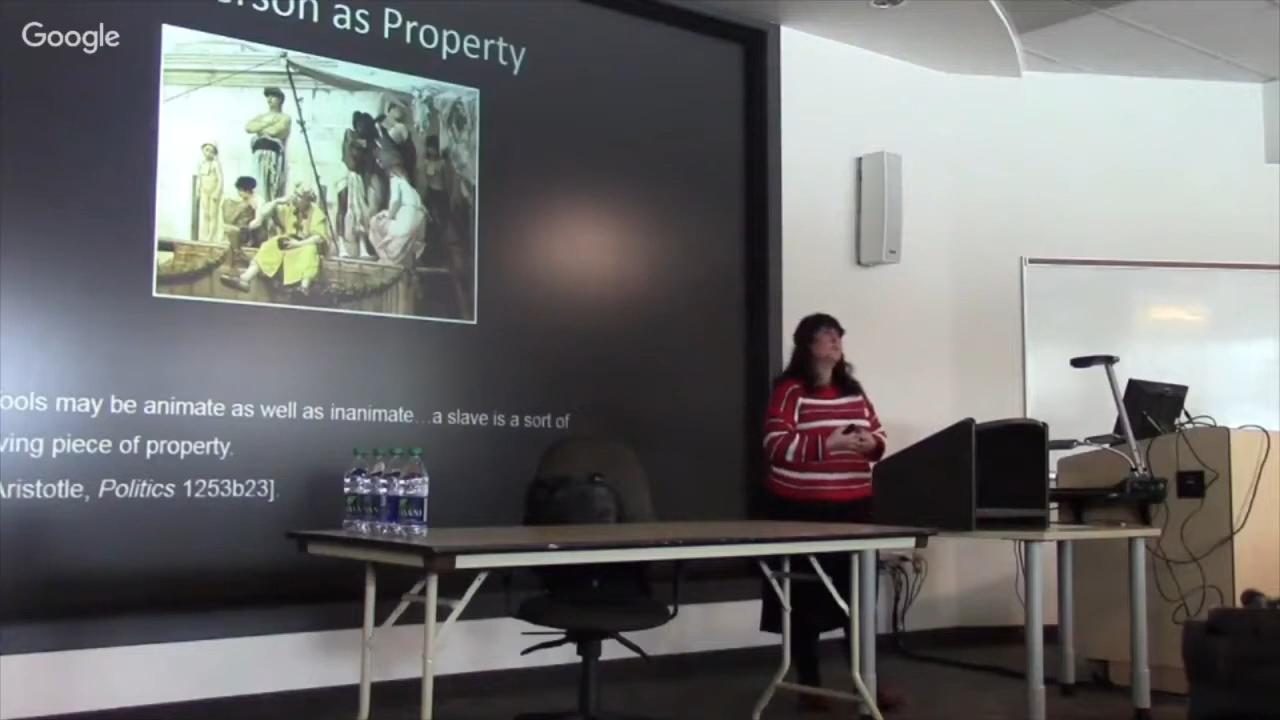 Google
erson as Property
ools may be animate as well as inanimate…a slave is a sort of
ving piece of property.
Aristotle, Politics 1253b23].